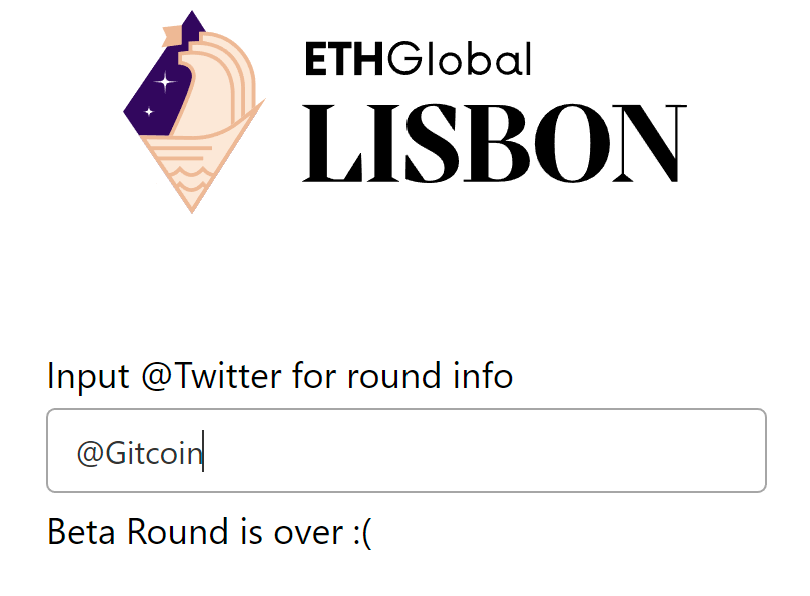 ETHGlobal
LISBON
Input @Twitter for round info
@Gitcoin
Beta Round is over :(